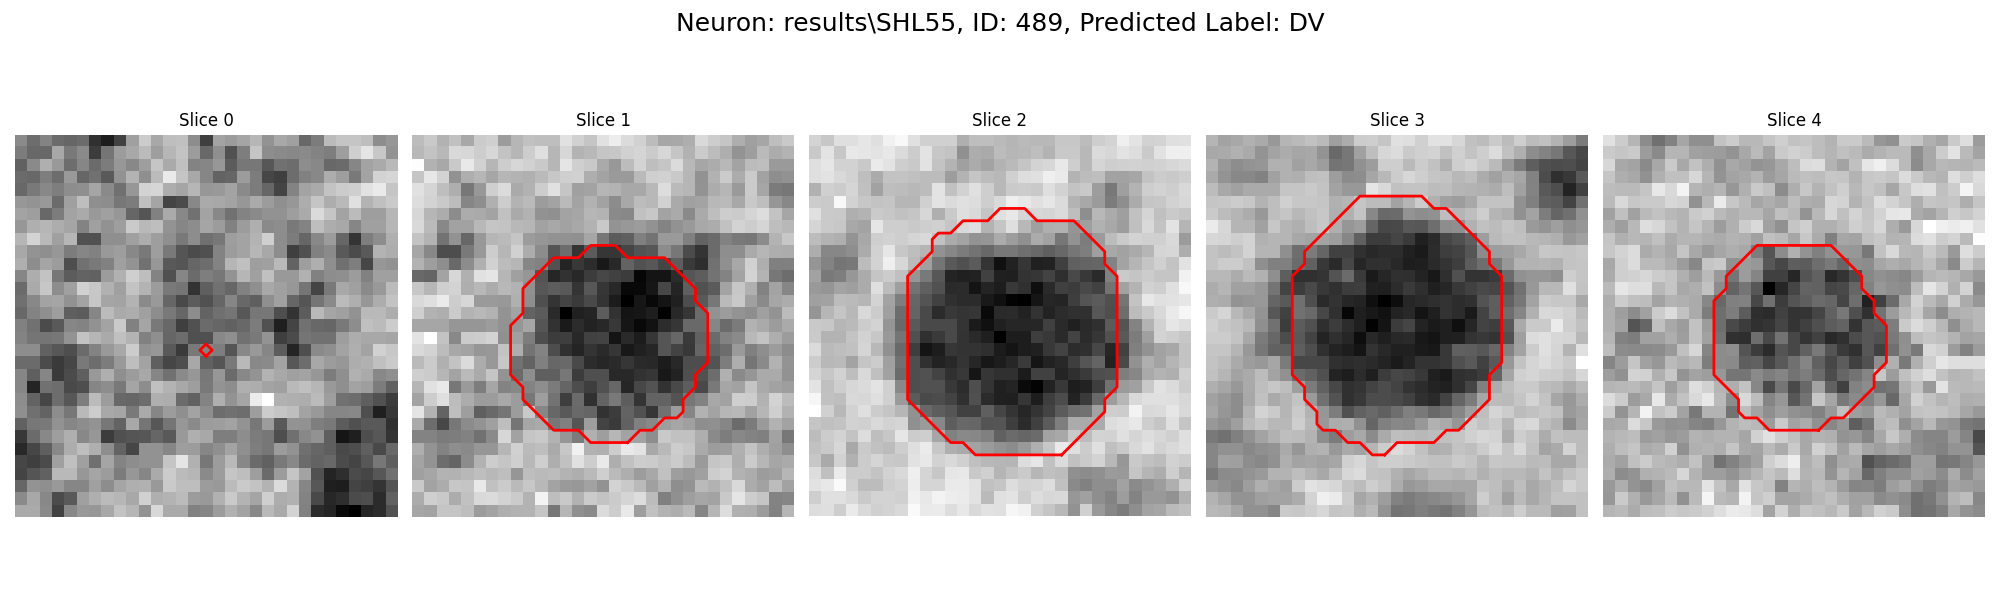 Neuron: results\SHL55, ID: 489, Predicted Label: DV
Slice 0
Slice 1
Slice 2
Slice 3
Slice 4